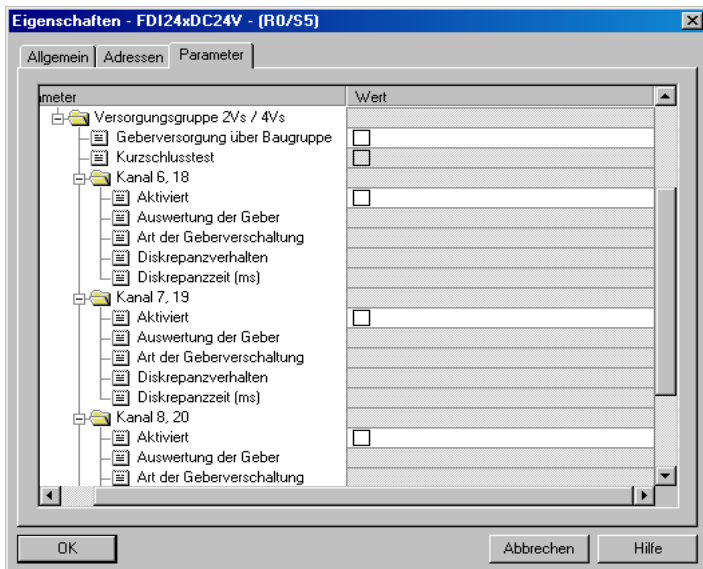 Eigenschaften - FDI24xDC24V - (R0/S5)
Allgemein Adressen Parameter
ameter Wert
Versorgungsgruppe 2Vs / 4Vs
Geberversorgung über Baugruppe
Kurzschlusstest
Kanal 6, 18
Aktiviert
Auswertung der Geber
Art der Geberverschaltung
Diskrepanzverhalten
Diskrepanzzeit (ms)
Kanal 7, 19
Aktiviert
Auswertung der Geber
Art der Geberverschaltung
Diskrepanzverhalten
Diskrepanzzeit (ms)
Kanal 8, 20
Aktiviert
Auswertung der Geber
Art der Geberverschaltung
OK Abbrechen Hilfe